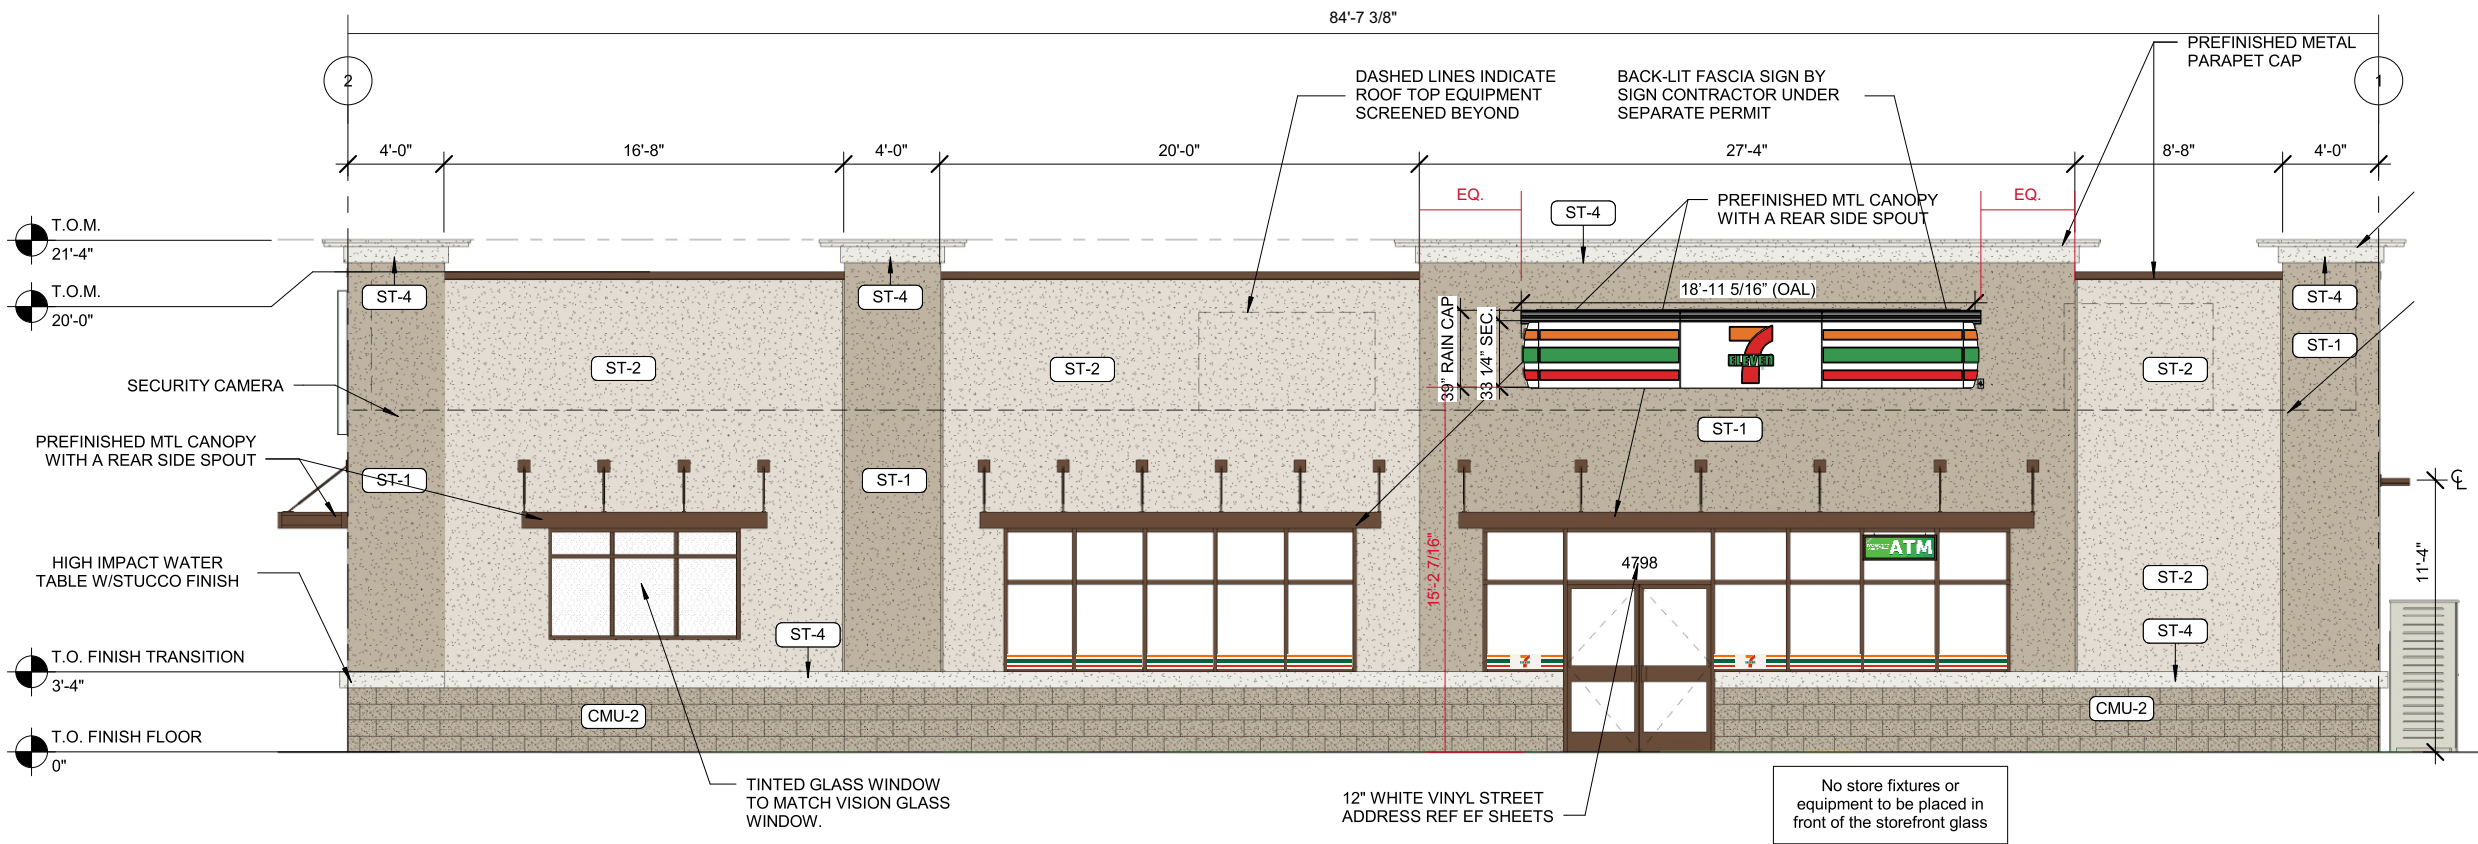 84'-7 3/8"
PREFINISHED METAL
PARAPET CAP
2
1
DASHED LINES INDICATE
ROOF TOP EQUIPMENT
SCREENED BEYOND
BACK-LIT FASCIA SIGN BY
SIGN CONTRACTOR UNDER
SEPARATE PERMIT
4'-0"
16'-8"
4'-0"
20'-0"
27'-4"
8'-8"
4'-0"
EQ.
EQ.
PREFINISHED MTL CANOPY
WITH A REAR SIDE SPOUT
ST-4
T.O.M.
21'-4"
T.O.M.
20'-0"
ST-4
ST-4
ST-4
18'-11 5/16” (OAL)
39” RAIN CAP
33 1/4” SEC.
7
ELEVEN
ST-1
ST-2
ST-2
ST-2
SECURITY CAMERA
ST-1
PREFINISHED MTL CANOPY
WITH A REAR SIDE SPOUT
ST-1
ST-1
℄
11'-4"
15'-2 7/16"
HIGH IMPACT WATER
TABLE W/STUCCO FINISH
4798
ATM
ST-2
ST-4
ST-4
T.O. FINISH TRANSITION
3'-4"
7
7
CMU-2
CMU-2
T.O. FINISH FLOOR
0"
TINTED GLASS WINDOW
TO MATCH VISION GLASS
WINDOW.
12" WHITE VINYL STREET
ADDRESS REF EF SHEETS
No store fixtures or
equipment to be placed in
front of the storefront glass